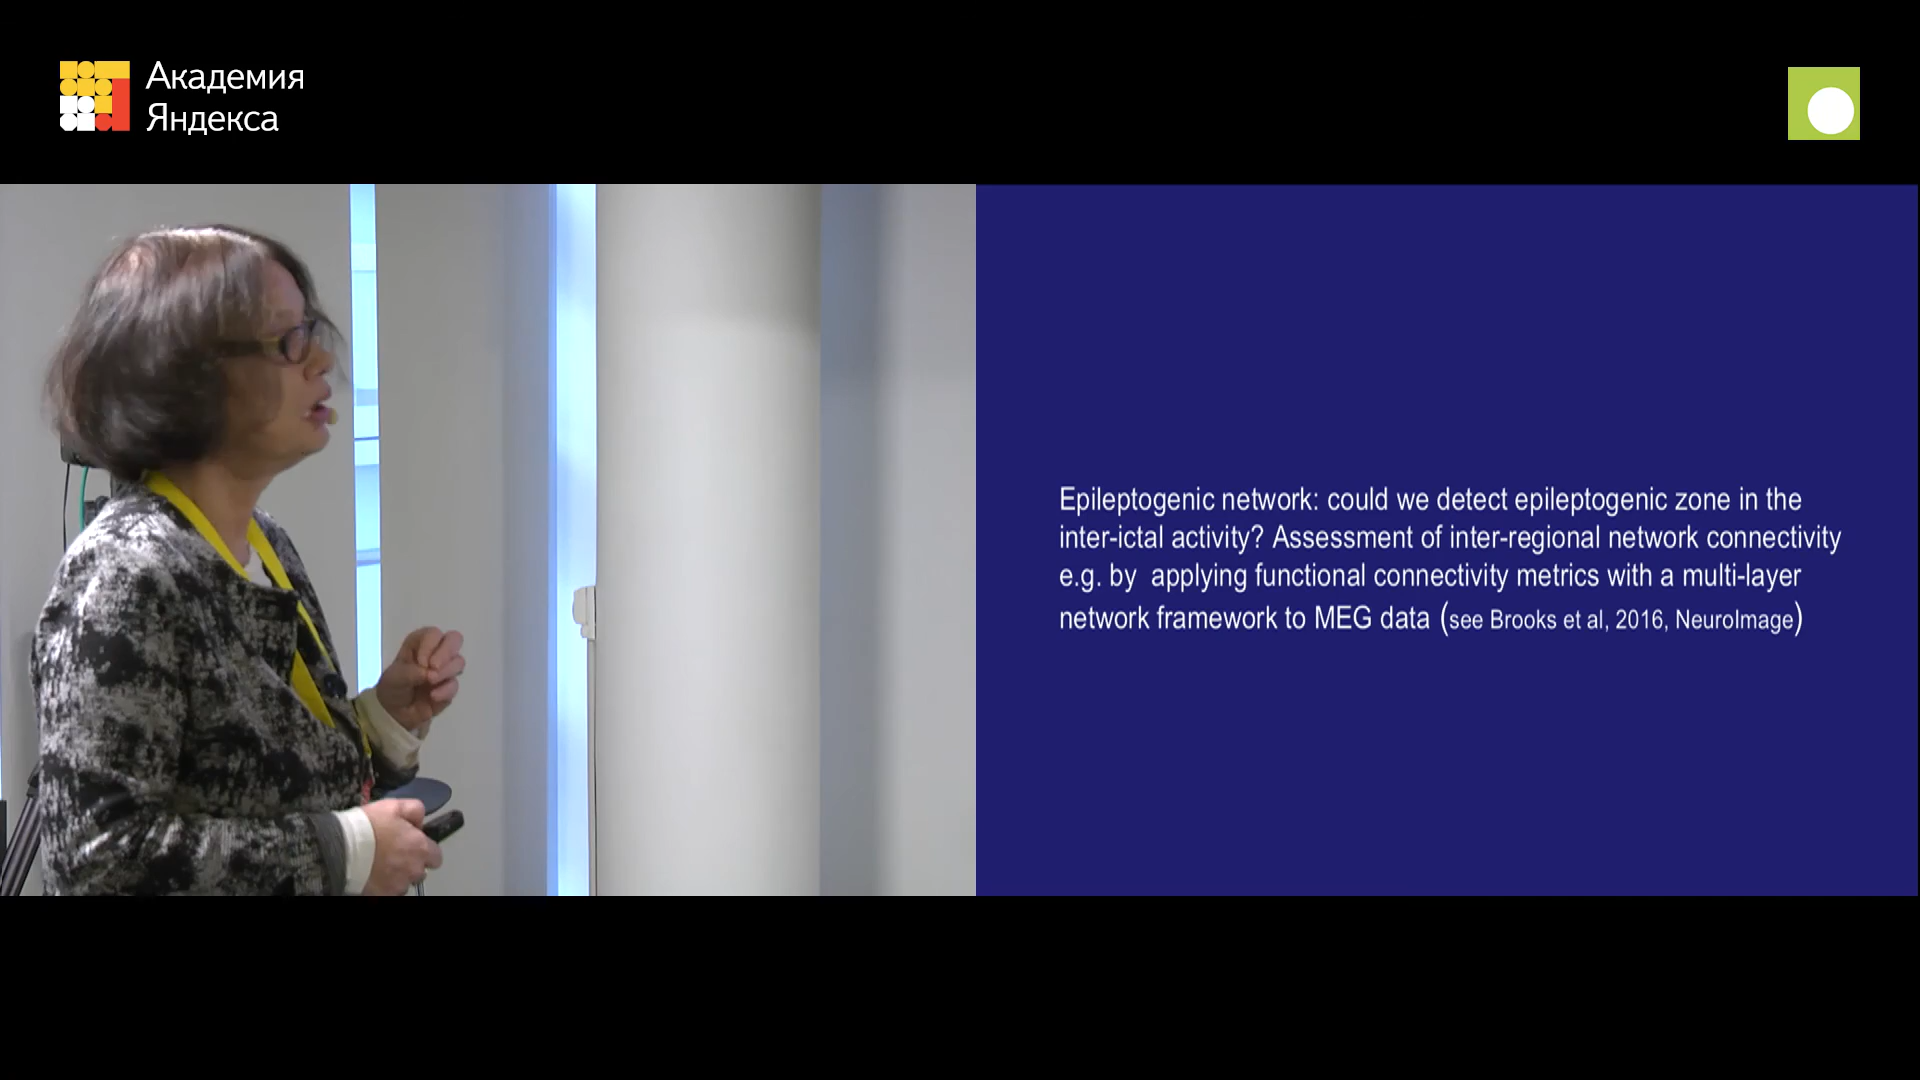 Академия
Яндекса
Epileptogenic network: could we detect epileptogenic zone in the
inter-ictal activity? Assessment of inter-regional network connectivity
e.g. by  applying functional connectivity metrics with a multi-layer
network framework to MEG data (see Brooks et al, 2016, NeuroImage)